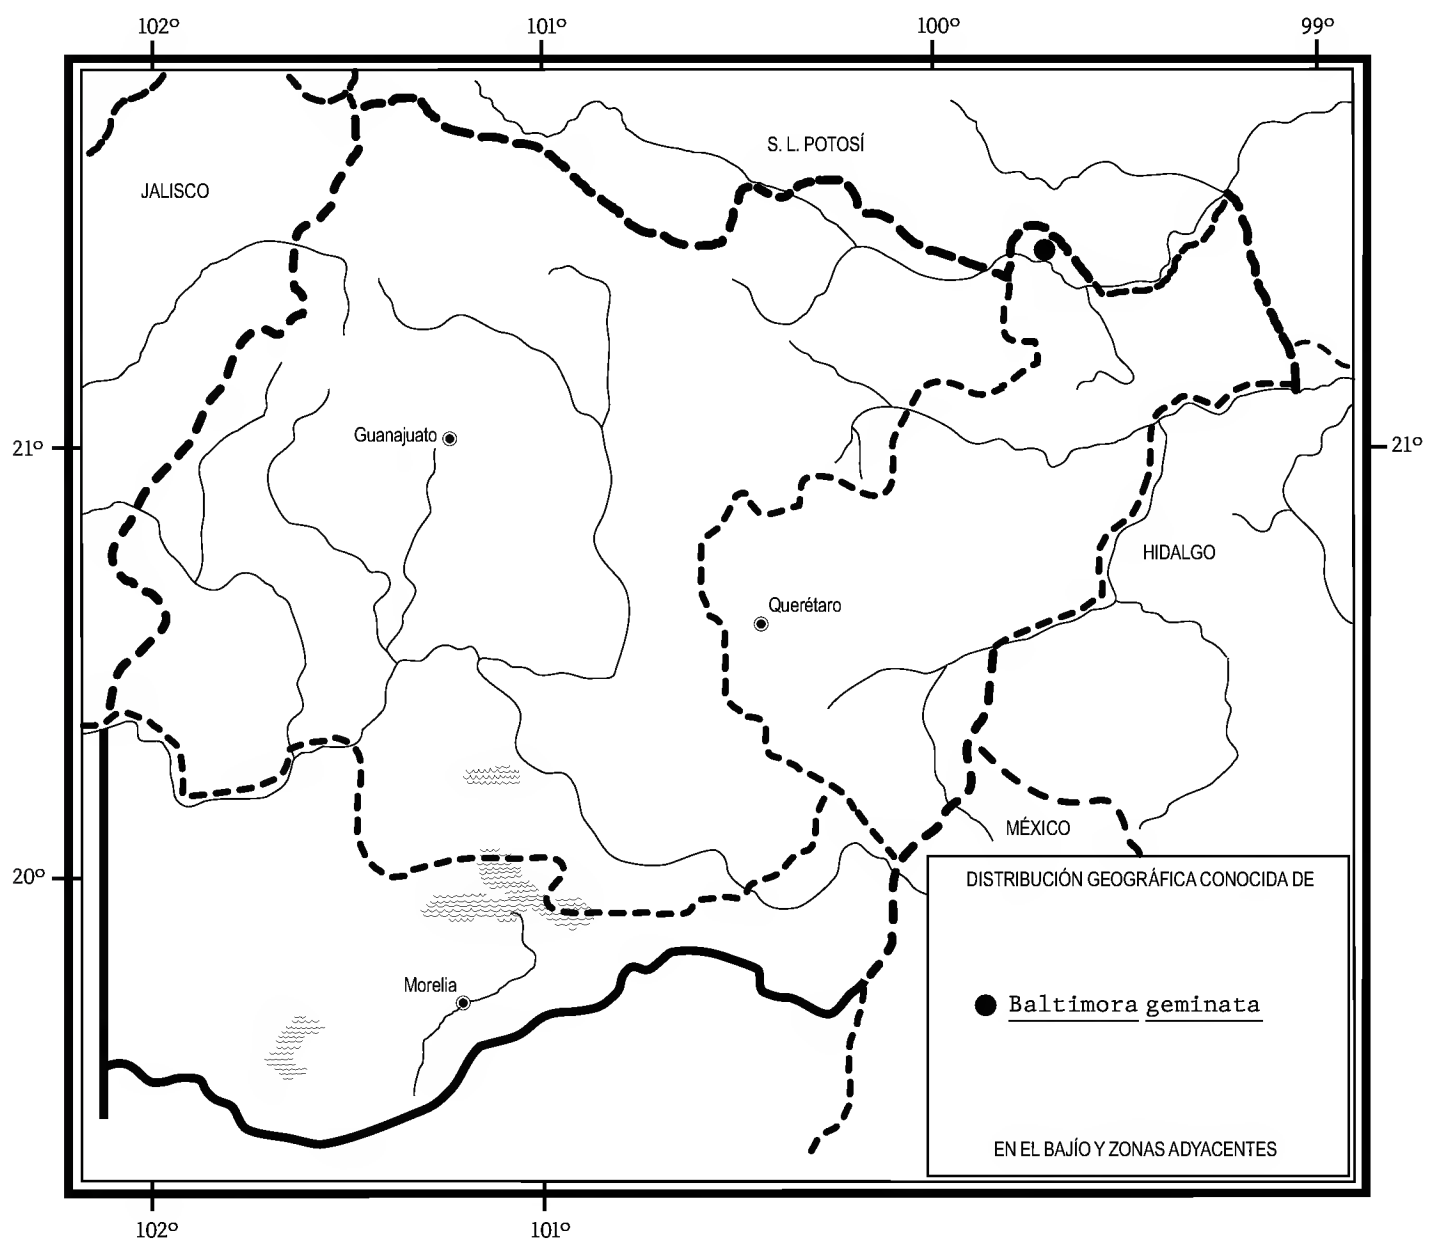 102º 101º 100º 99º
S. L. POTOSÍ
JALISCO
Guanajuato
21º 21º
HIDALGO
Querétaro
MÉXICO
20º
DISTRIBUCIÓN GEOGRÁFICA CONOCIDA DE
Morelia
Baltimora geminata
EN EL BAJÍO Y ZONAS ADYACENTES
102º 101º